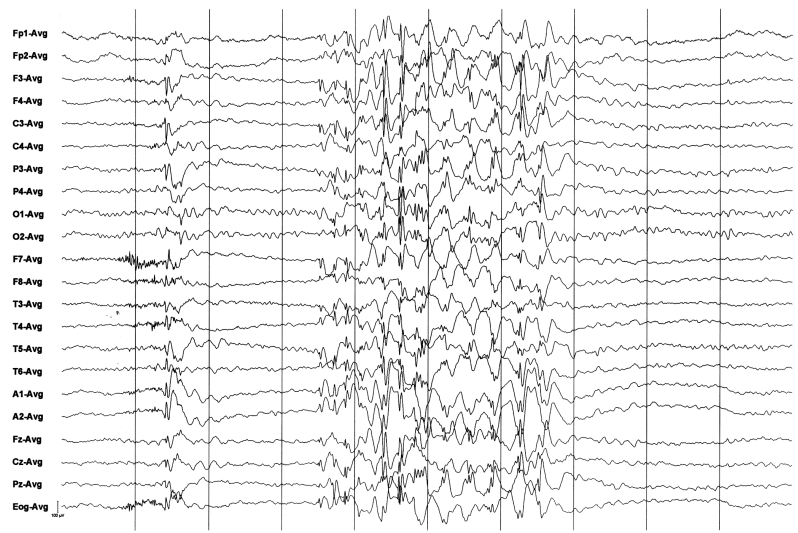 Fp1-Avg
Fp2-Avg
F3-Avg
F4-Avg
C3-Avg
C4-Avg
P3-Avg
P4-Avg
O1-Avg
O2-Avg
F7-Avg
F8-Avg
T3-Avg
T4-Avg
T5-Avg
T6-Avg
A1-Avg
A2-Avg
Fz-Avg
Cz-Avg
Pz-Avg
Eog-Avg
100 µV